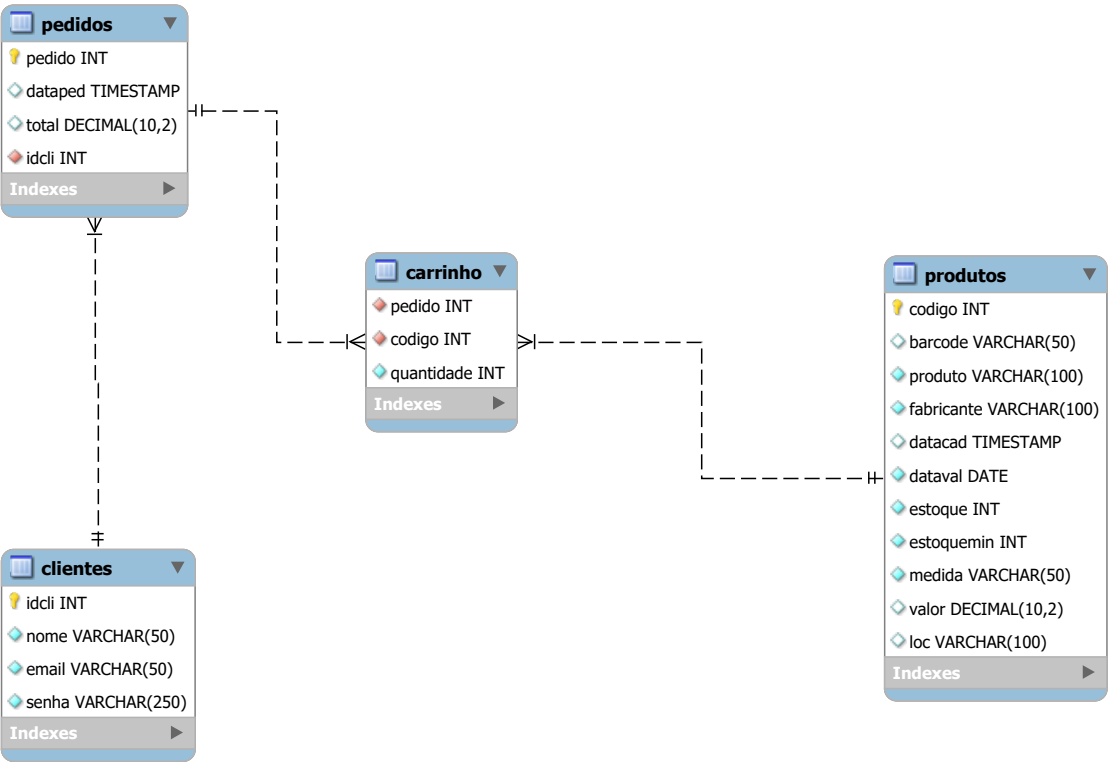 pedidos
pedido INT
dataped TIMESTAMP
total DECIMAL(10,2)
idcli INT
Indexes
carrinho
pedido INT
codigo INT
quantidade INT
Indexes
produtos
codigo INT
barcode VARCHAR(50)
produto VARCHAR(100)
fabricante VARCHAR(100)
datacad TIMESTAMP
dataval DATE
estoque INT
estoquemin INT
medida VARCHAR(50)
valor DECIMAL(10,2)
loc VARCHAR(100)
Indexes
clientes
idcli INT
nome VARCHAR(50)
email VARCHAR(50)
senha VARCHAR(250)
Indexes